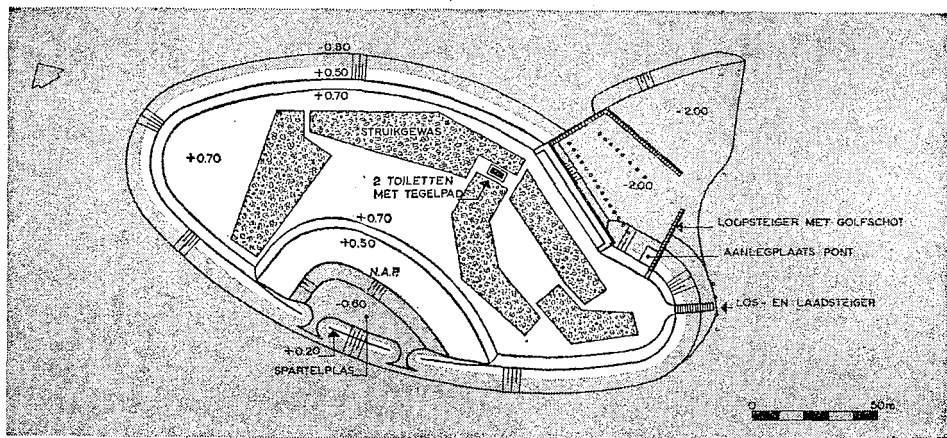 -0.80
+0.50
+0.70
-2.00
STRUIKGEWAS
+0.70
2 TOILETTEN
MET TEGELPAD
-2.00
+0.70
+0.50
LOOPSTEIGER MET GOLFSCHOT
AANLEGPLAATS PONT
N.A.P.
-0.60
LOS- EN LAADSTEIGER
+0.20
SPARTELPLAS
0 50m